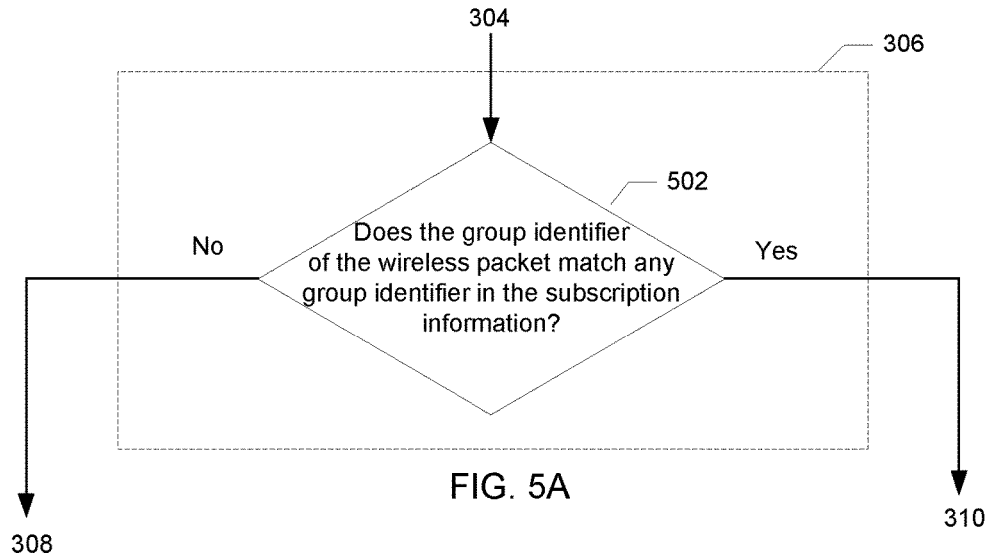 304
306
502
Does the group identifier
of the wireless packet match any
group identifier in the subscription
information?
No
Yes
FIG. 5A
308
310